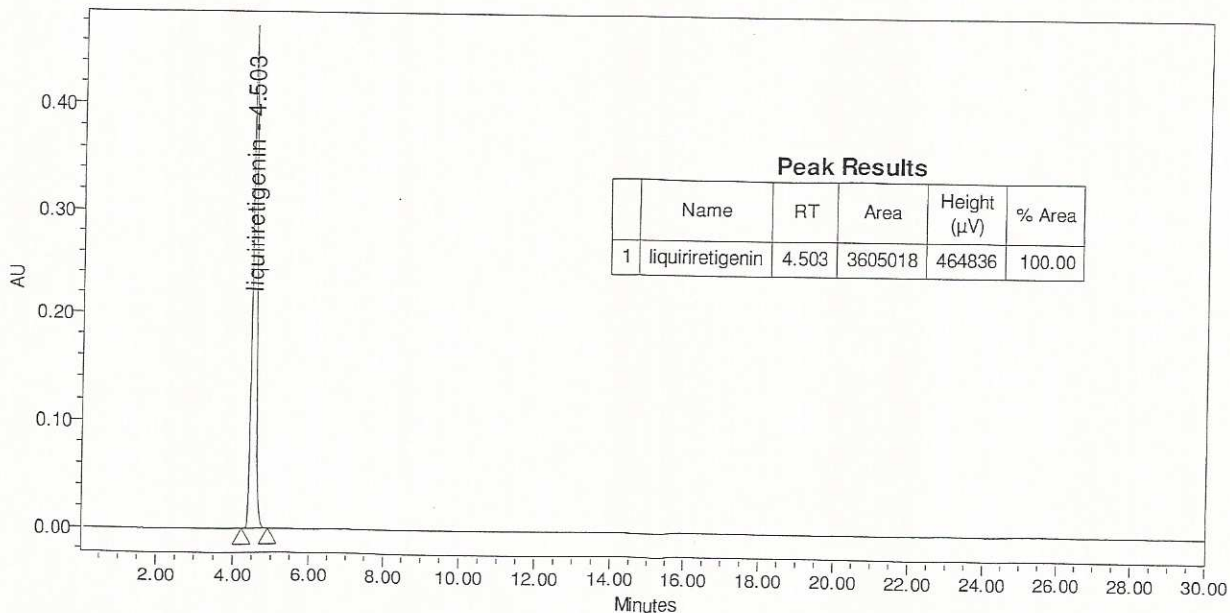 0.40
0.30
0.20
0.10
0.00
AU
liquiriretigenin - 4.503
Peak Results
Name RT Area Height (µV) % Area
1 liquiriretigenin 4.503 3605018 464836 100.00
2.00 4.00 6.00 8.00 10.00 12.00 14.00 16.00 18.00 20.00 22.00 24.00 26.00 28.00 30.00
Minutes